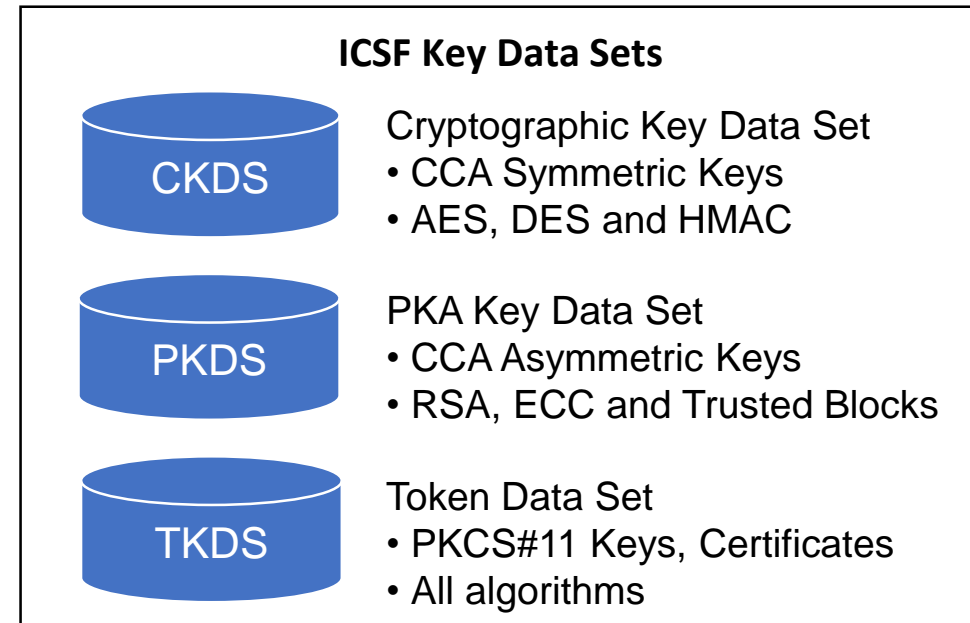 ICSF Key Data Sets
CKDS
Cryptographic Key Data Set
• CCA Symmetric Keys
• AES, DES and HMAC
PKDS
PKA Key Data Set
• CCA Asymmetric Keys
• RSA, ECC and Trusted Blocks
TKDS
Token Data Set
• PKCS#11 Keys, Certificates
• All algorithms